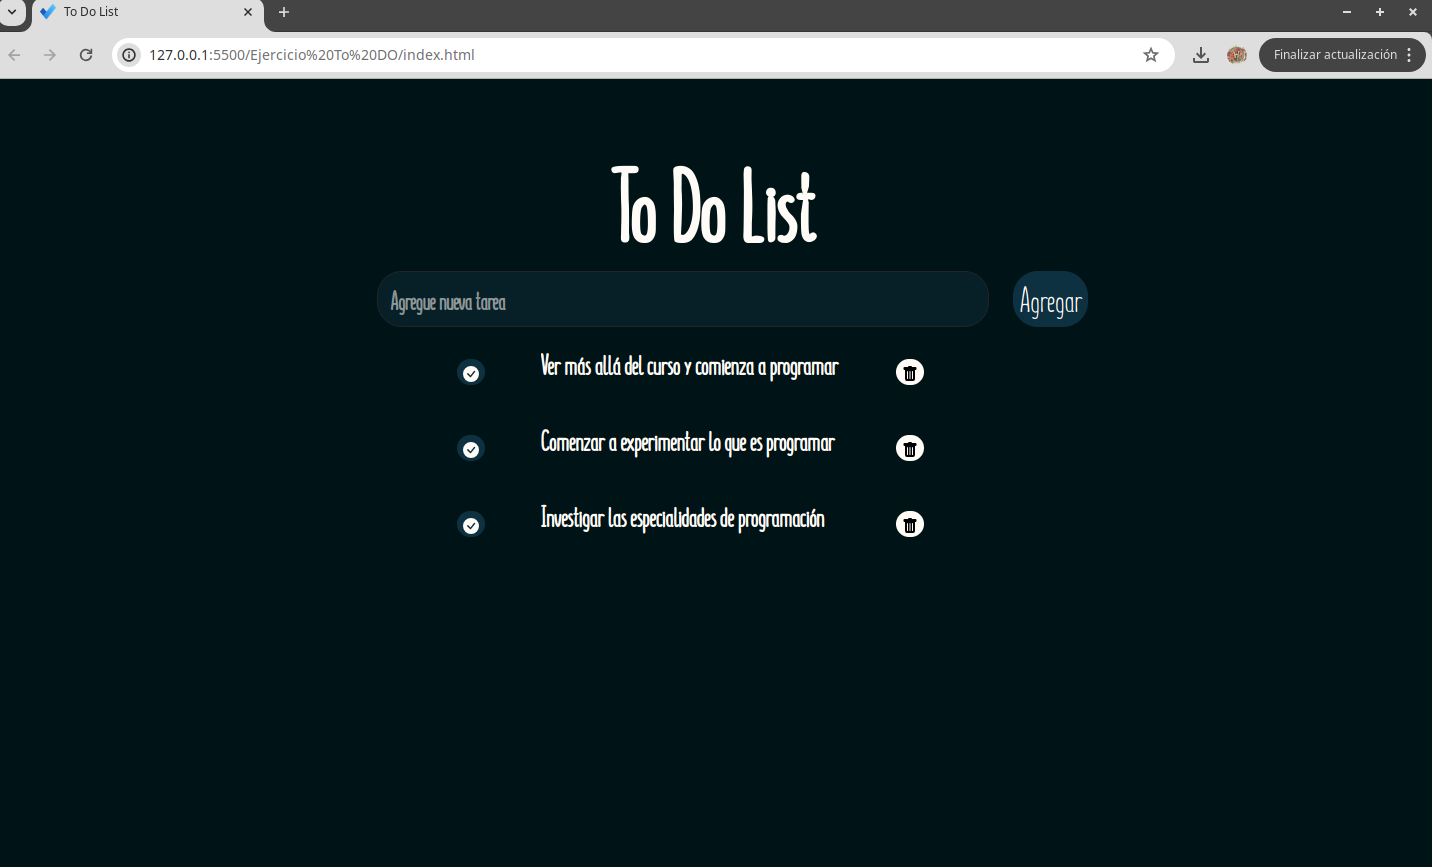 To Do List
127.0.0.1:5500/Ejercicio%20To%20DO/index.html
Finalizar actualización
To Do List
Agregue nueva tarea
Agregar
Ver más allá del curso y comienza a programar
Comenzar a experimentar lo que es programar
Investigar las especialidades de programación